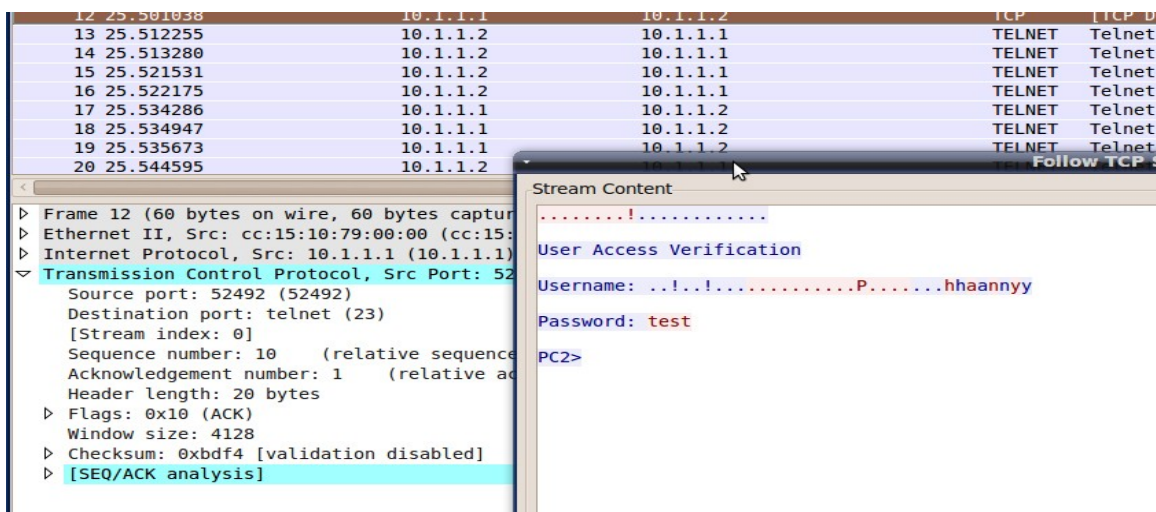 12 25.501038 10.1.1.1 10.1.1.2 TCP [TCP D
13 25.512255 10.1.1.2 10.1.1.1 TELNET Telnet
14 25.513280 10.1.1.2 10.1.1.1 TELNET Telnet
15 25.521531 10.1.1.2 10.1.1.1 TELNET Telnet
16 25.522175 10.1.1.2 10.1.1.1 TELNET Telnet
17 25.534286 10.1.1.1 10.1.1.2 TELNET Telnet
18 25.534947 10.1.1.1 10.1.1.2 TELNET Telnet
19 25.535673 10.1.1.1 10.1.1.2 TELNET Telnet
20 25.544595 10.1.1.2
Follow TCP S
Frame 12 (60 bytes on wire, 60 bytes captur
Ethernet II, Src: cc:15:10:79:00:00 (cc:15:
Internet Protocol, Src: 10.1.1.1 (10.1.1.1)
Transmission Control Protocol, Src Port: 52
Source port: 52492 (52492)
Destination port: telnet (23)
[Stream index: 0]
Sequence number: 10 (relative sequence
Acknowledgement number: 1 (relative ac
Header length: 20 bytes
Flags: 0x10 (ACK)
Window size: 4128
Checksum: 0xbdf4 [validation disabled]
[SEQ/ACK analysis]
Stream Content
........!............
User Access Verification
Username: ..!..!...........P.......hhaannyy
Password: test
PC2>